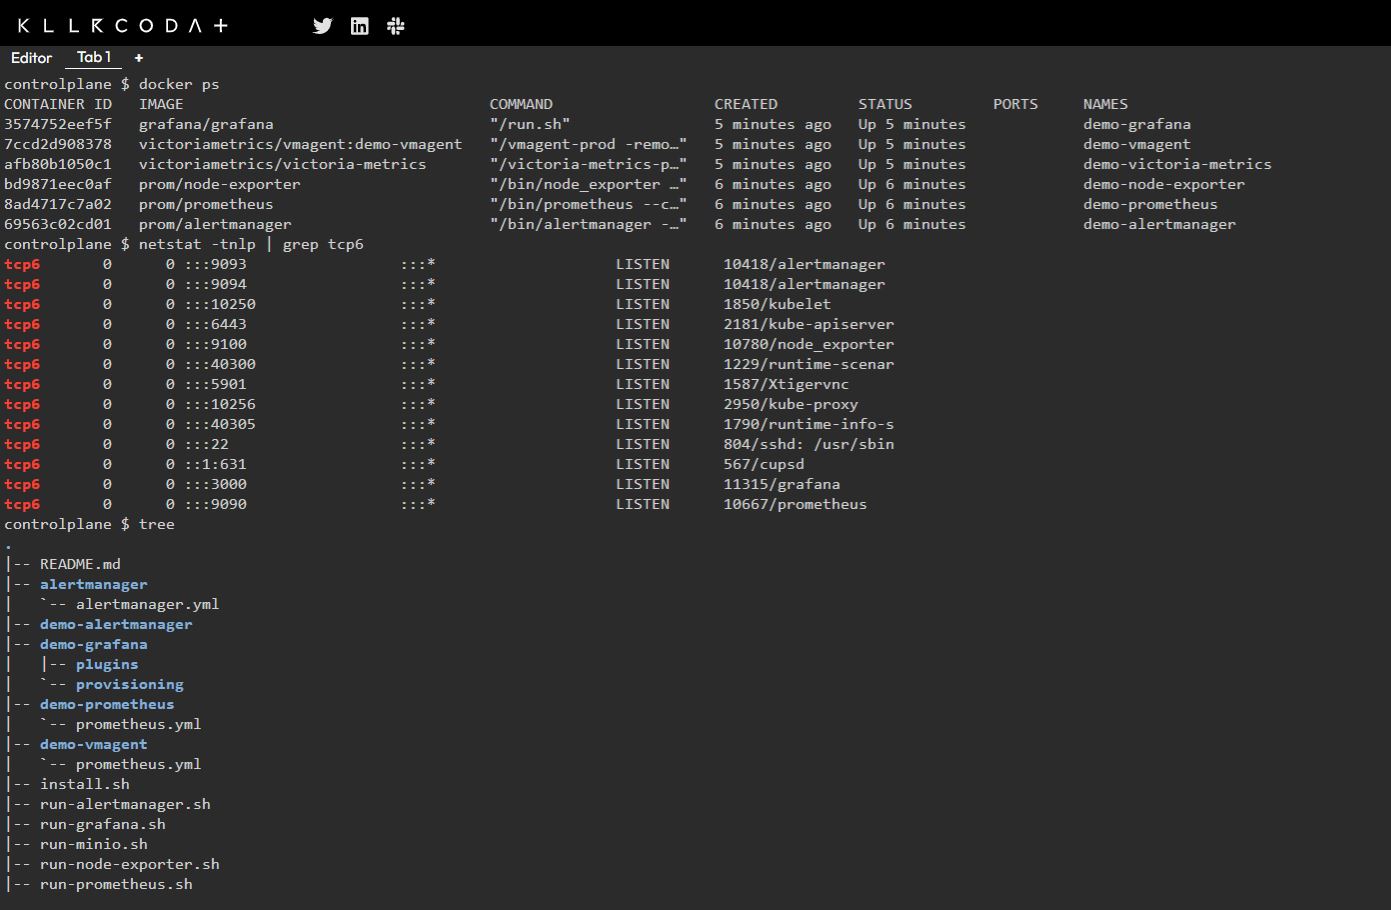 KLLRCODA+
Editor Tab 1 +
controlplane $ docker ps
CONTAINER ID   IMAGE                                  COMMAND                  CREATED         STATUS         PORTS     NAMES
3574752eef5f   grafana/grafana                        "/run.sh"                5 minutes ago   Up 5 minutes             demo-grafana
7ccd2d908378   victoriametrics/vmagent:demo-vmagent   "/vmagent-prod -remo…"   5 minutes ago   Up 5 minutes             demo-vmagent
afb80b1050c1   victoriametrics/victoria-metrics       "/victoria-metrics-p…"   5 minutes ago   Up 5 minutes             demo-victoria-metrics
bd9871eec0af   prom/node-exporter                     "/bin/node_exporter …"   6 minutes ago   Up 6 minutes             demo-node-exporter
8ad4717c7a02   prom/prometheus                        "/bin/prometheus --c…"   6 minutes ago   Up 6 minutes             demo-prometheus
69563c02cd01   prom/alertmanager                      "/bin/alertmanager -…"   6 minutes ago   Up 6 minutes             demo-alertmanager
controlplane $ netstat -tnlp | grep tcp6
tcp6       0      0 :::9093                 :::*                    LISTEN      10418/alertmanager
tcp6       0      0 :::9094                 :::*                    LISTEN      10418/alertmanager
tcp6       0      0 :::10250                :::*                    LISTEN      1850/kubelet
tcp6       0      0 :::6443                 :::*                    LISTEN      2181/kube-apiserver
tcp6       0      0 :::9100                 :::*                    LISTEN      10780/node_exporter
tcp6       0      0 :::40300                :::*                    LISTEN      1229/runtime-scenar
tcp6       0      0 :::5901                 :::*                    LISTEN      1587/Xtigervnc
tcp6       0      0 :::10256                :::*                    LISTEN      2950/kube-proxy
tcp6       0      0 :::40305                :::*                    LISTEN      1790/runtime-info-s
tcp6       0      0 :::22                   :::*                    LISTEN      804/sshd: /usr/sbin
tcp6       0      0 ::1:631                 :::*                    LISTEN      567/cupsd
tcp6       0      0 :::3000                 :::*                    LISTEN      11315/grafana
tcp6       0      0 :::9090                 :::*                    LISTEN      10667/prometheus
controlplane $ tree
.
|-- README.md
|-- alertmanager
|   `-- alertmanager.yml
|-- demo-alertmanager
|-- demo-grafana
|   |-- plugins
|   `-- provisioning
|-- demo-prometheus
|   `-- prometheus.yml
|-- demo-vmagent
|   `-- prometheus.yml
|-- install.sh
|-- run-alertmanager.sh
|-- run-grafana.sh
|-- run-minio.sh
|-- run-node-exporter.sh
|-- run-prometheus.sh